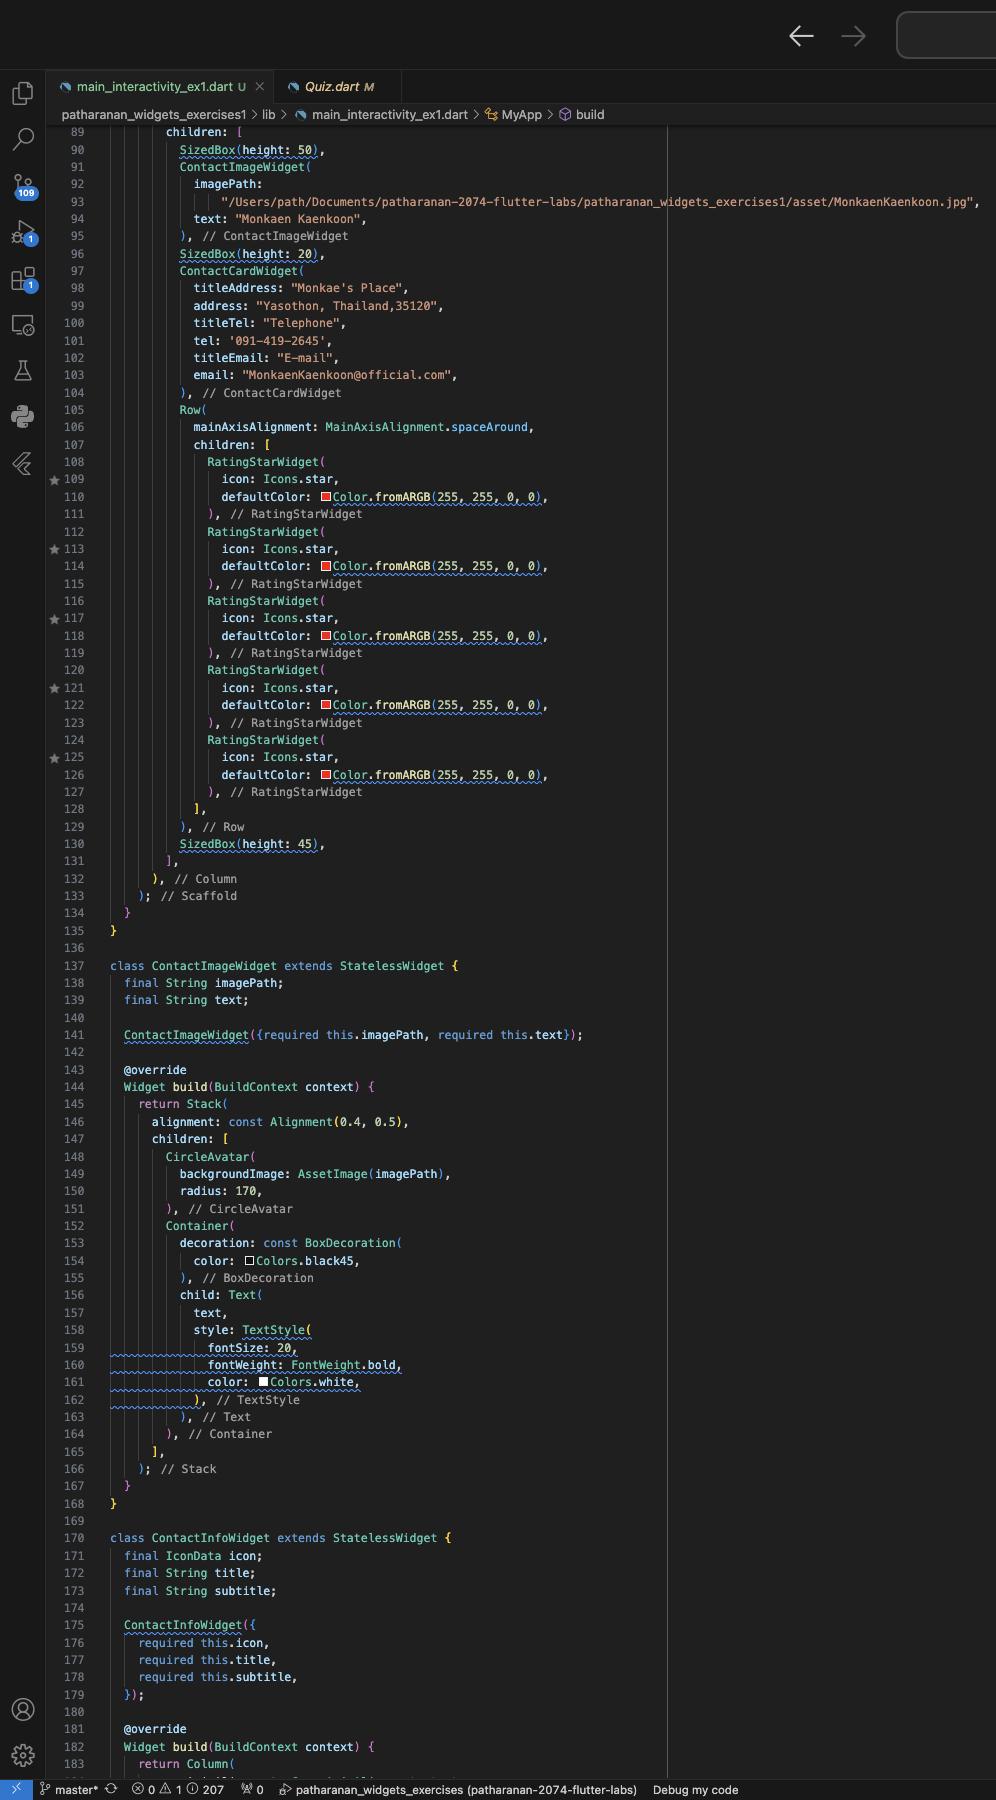 main_interactivity_ex1.dart U
Quiz.dart M
patharanan_widgets_exercises1 > lib > main_interactivity_ex1.dart > MyApp > build
89 children: [
90 SizedBox(height: 50),
91 ContactImageWidget(
92 imagePath:
93 "/Users/path/Documents/patharanan-2074-flutter-labs/patharanan_widgets_exercises1/asset/MonkaenKaenkoon.jpg",
94 text: "Monkaen Kaenkoon",
95 ), // ContactImageWidget
96 SizedBox(height: 20),
97 ContactCardWidget(
98 titleAddress: "Monkae's Place",
99 address: "Yasothon, Thailand,35120",
100 titleTel: "Telephone",
101 tel: '091-419-2645',
102 titleEmail: "E-mail",
103 email: "MonkaenKaenkoon@official.com",
104 ), // ContactCardWidget
105 Row(
106 mainAxisAlignment: MainAxisAlignment.spaceAround,
107 children: [
108 RatingStarWidget(
109 icon: Icons.star,
110 defaultColor: Color.fromARGB(255, 255, 0, 0),
111 ), // RatingStarWidget
112 RatingStarWidget(
113 icon: Icons.star,
114 defaultColor: Color.fromARGB(255, 255, 0, 0),
115 ), // RatingStarWidget
116 RatingStarWidget(
117 icon: Icons.star,
118 defaultColor: Color.fromARGB(255, 255, 0, 0),
119 ), // RatingStarWidget
120 RatingStarWidget(
121 icon: Icons.star,
122 defaultColor: Color.fromARGB(255, 255, 0, 0),
123 ), // RatingStarWidget
124 RatingStarWidget(
125 icon: Icons.star,
126 defaultColor: Color.fromARGB(255, 255, 0, 0),
127 ), // RatingStarWidget
128 ],
129 ), // Row
130 SizedBox(height: 45),
131 ],
132 ), // Column
133 ); // Scaffold
134 }
135 }
136
137 class ContactImageWidget extends StatelessWidget {
138 final String imagePath;
139 final String text;
140
141 ContactImageWidget({required this.imagePath, required this.text});
142
143 @override
144 Widget build(BuildContext context) {
145 return Stack(
146 alignment: const Alignment(0.4, 0.5),
147 children: [
148 CircleAvatar(
149 backgroundImage: AssetImage(imagePath),
150 radius: 170,
151 ), // CircleAvatar
152 Container(
153 decoration: const BoxDecoration(
154 color: Colors.black45,
155 ), // BoxDecoration
156 child: Text(
157 text,
158 style: TextStyle(
159 fontSize: 20,
160 fontWeight: FontWeight.bold,
161 color: Colors.white,
162 ), // TextStyle
163 ), // Text
164 ), // Container
165 ],
166 ); // Stack
167 }
168 }
169
170 class ContactInfoWidget extends StatelessWidget {
171 final IconData icon;
172 final String title;
173 final String subtitle;
174
175 ContactInfoWidget({
176 required this.icon,
177 required this.title,
178 required this.subtitle,
179 });
180
181 @override
182 Widget build(BuildContext context) {
183 return Column(
109
1
1
master* 0 1 207 0 patharanan_widgets_exercises (patharanan-2074-flutter-labs) Debug my code